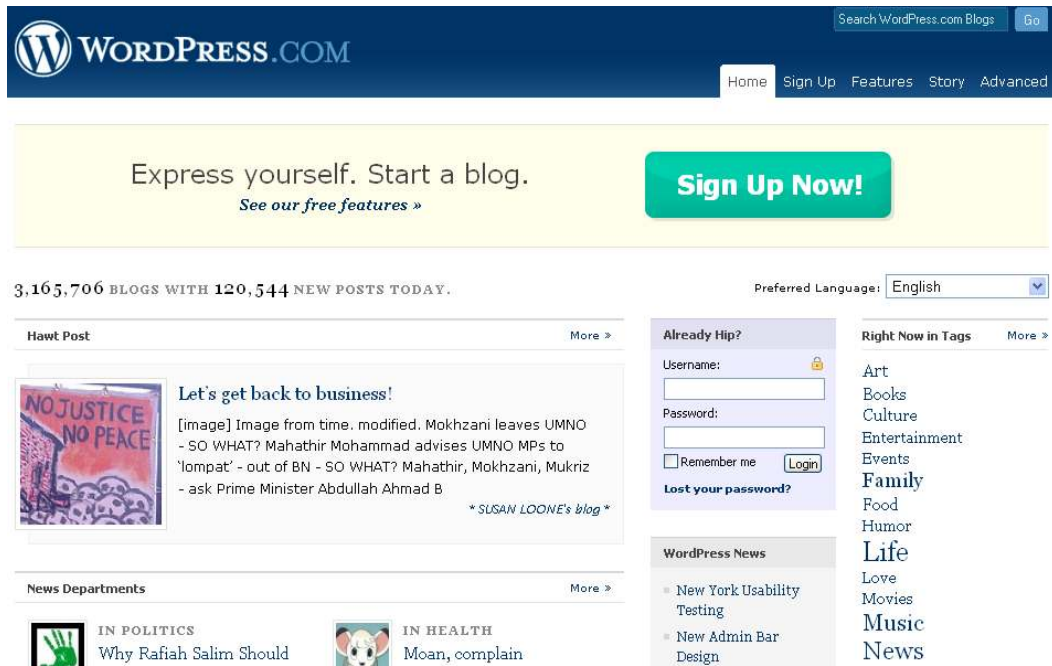 Search WordPress.com Blogs Go
WORDPRESS.COM
Home Sign Up Features Story Advanced
Express yourself. Start a blog.
See our free features »
Sign Up Now!
3,165,706 BLOGS WITH 120,544 NEW POSTS TODAY.
Preferred Language: English
Hawt Post More »
NO JUSTICE
NO PEACE
Let's get back to business!
[image] Image from time. modified. Mokhzani leaves UMNO
- SO WHAT? Mahathir Mohammad advises UMNO MPs to
'lompat' - out of BN - SO WHAT? Mahathir, Mokhzani, Mukriz
- ask Prime Minister Abdullah Ahmad B
* SUSAN LOONE's blog *
News Departments More »
IN POLITICS
Why Rafiah Salim Should
IN HEALTH
Moan, complain
Already Hip?
Username:
Password:
Remember me Login
Lost your password?
WordPress News
New York Usability
Testing
New Admin Bar
Design
Right Now in Tags More »
Art
Books
Culture
Entertainment
Events
Family
Food
Humor
Life
Love
Movies
Music
News